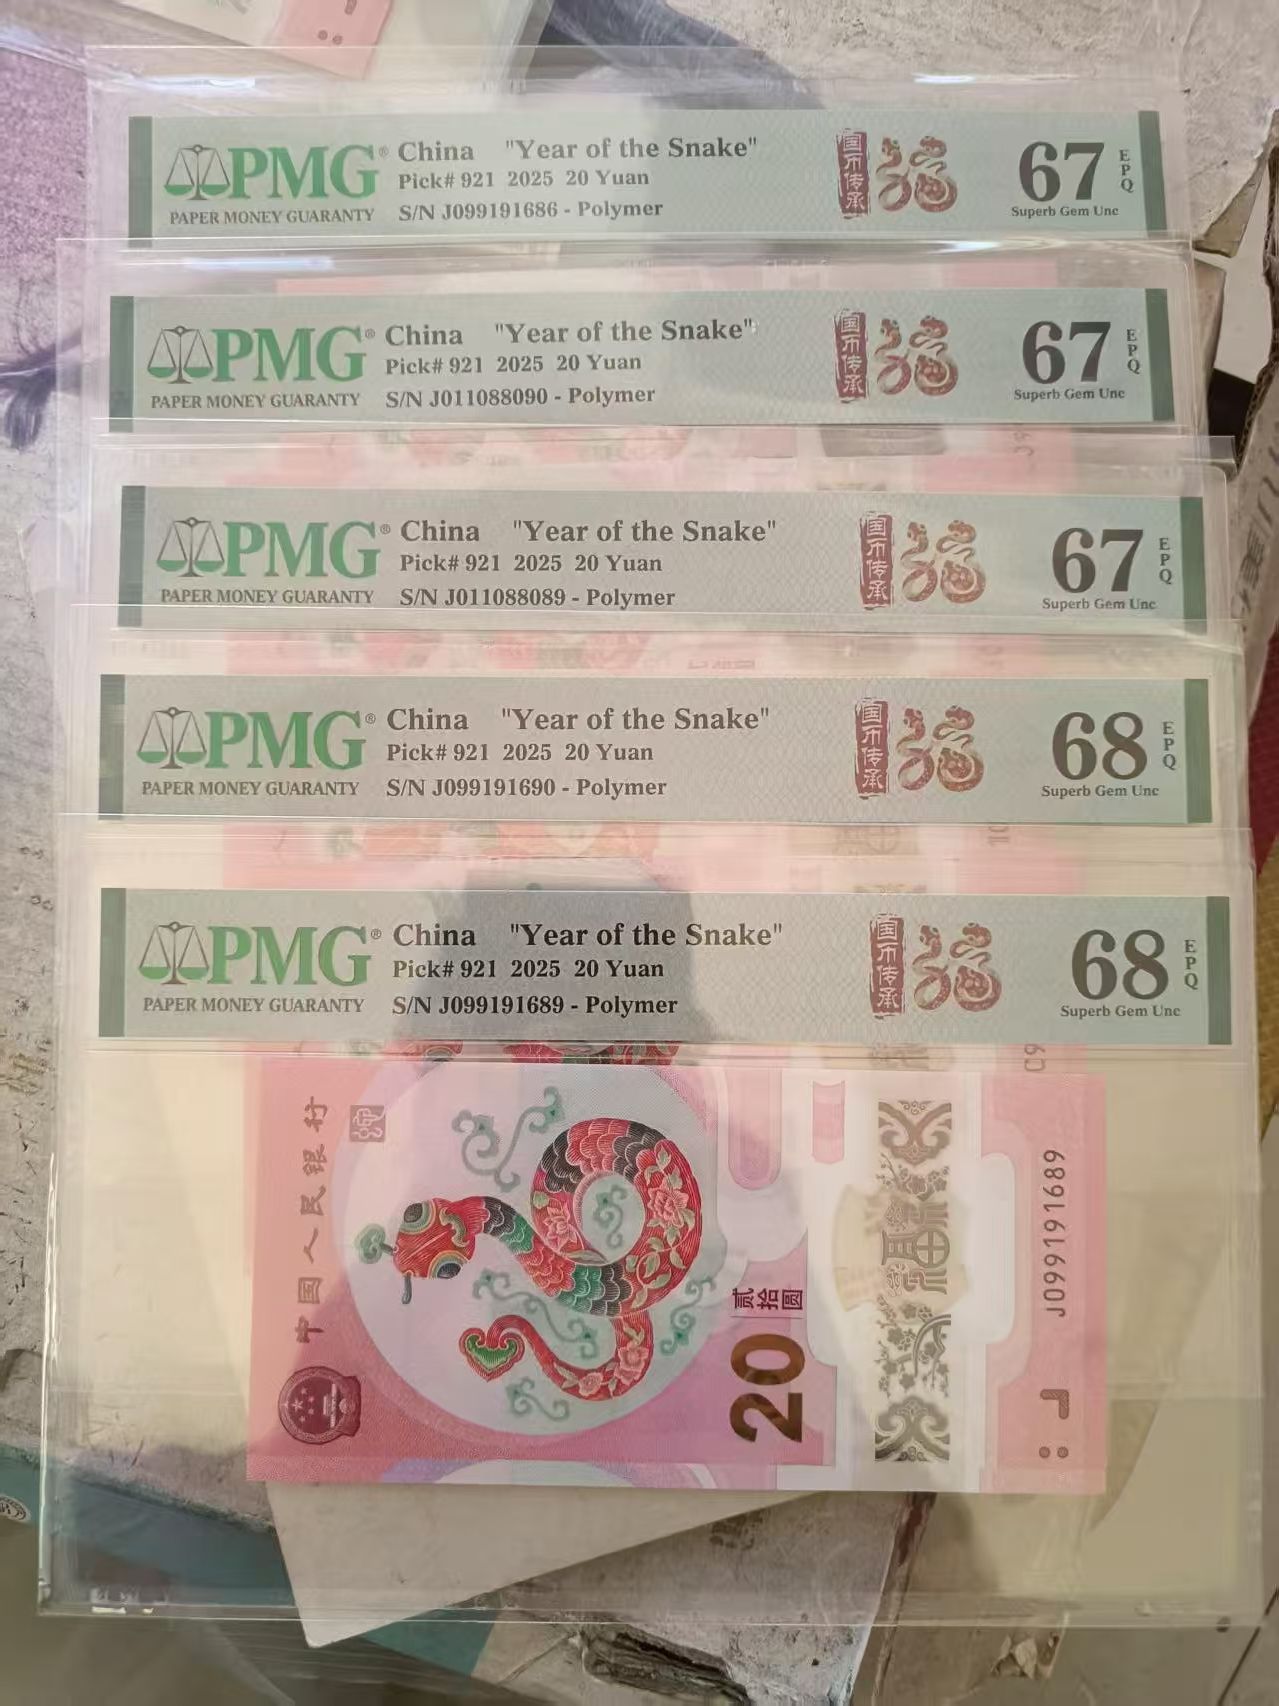 PMG® China "Year of the Snake" 国币传承 67 EPQ
Pick# 921 2025 20 Yuan
PAPER MONEY GUARANTY S/N J099191686 - Polymer Superb Gem Unc
PMG® China "Year of the Snake" 国币传承 67 EPQ
Pick# 921 2025 20 Yuan
PAPER MONEY GUARANTY S/N J011088090 - Polymer Superb Gem Unc
PMG® China "Year of the Snake" 国币传承 67 EPQ
Pick# 921 2025 20 Yuan
PAPER MONEY GUARANTY S/N J011088089 - Polymer Superb Gem Unc
PMG® China "Year of the Snake" 国币传承 68 EPQ
Pick# 921 2025 20 Yuan
PAPER MONEY GUARANTY S/N J099191690 - Polymer Superb Gem Unc
PMG® China "Year of the Snake" 国币传承 68 EPQ
Pick# 921 2025 20 Yuan
PAPER MONEY GUARANTY S/N J099191689 - Polymer Superb Gem Unc
中国人民银行
贰拾圆
20
福
J099191689